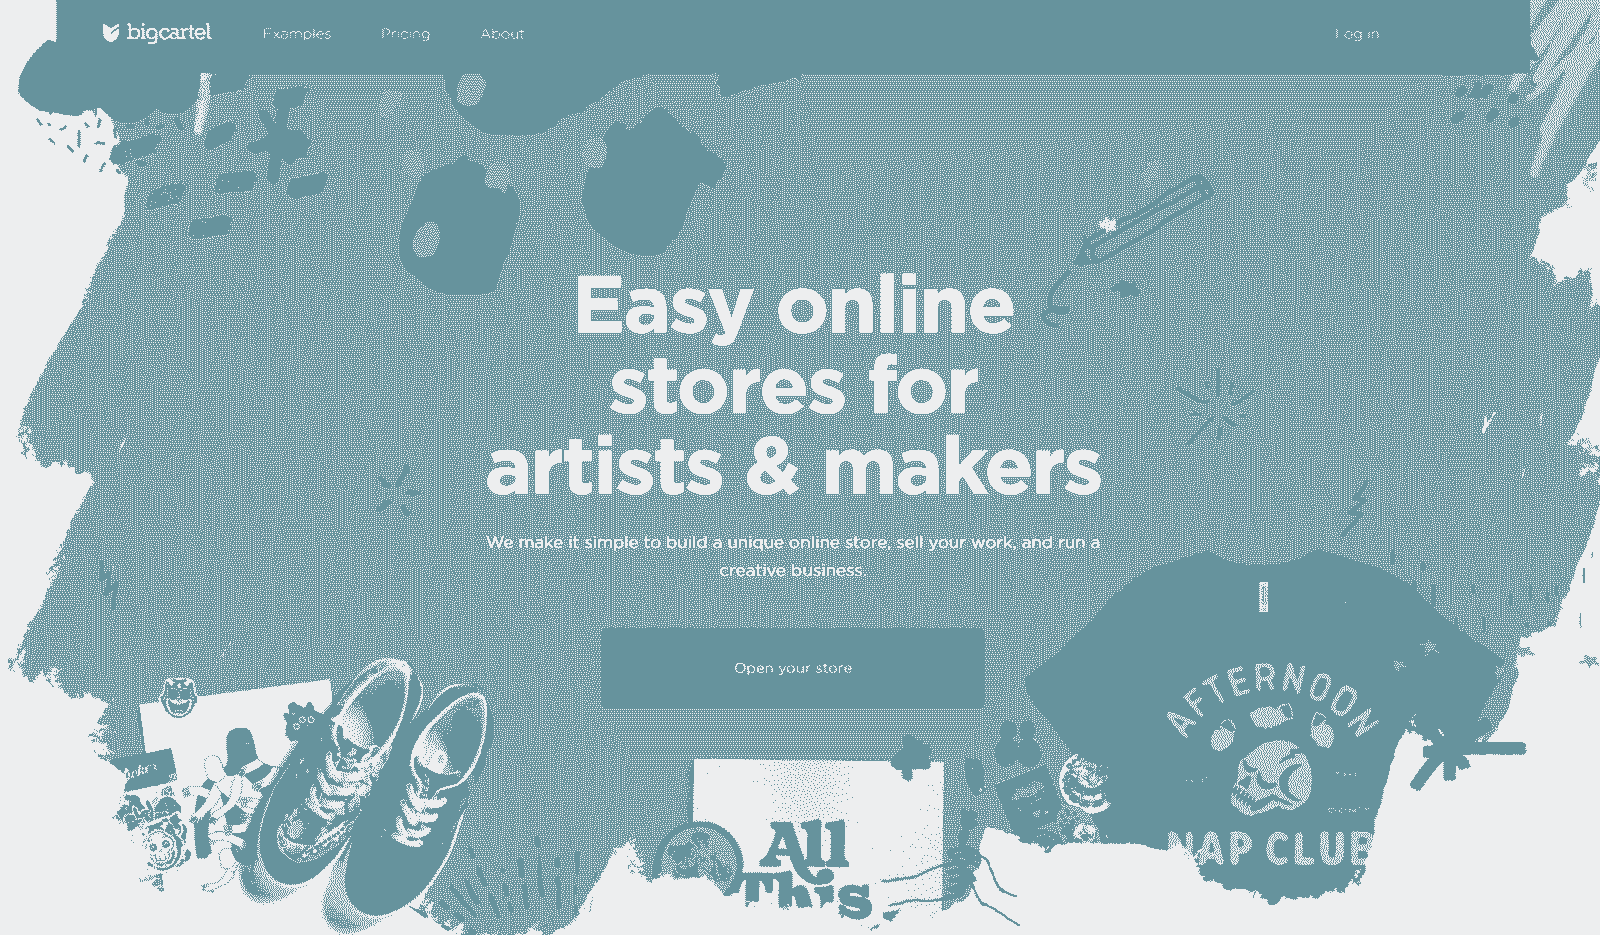 bigcartel
Examples
Pricing
About
Log in
Easy online
stores for
artists & makers
We make it simple to build a unique online store, sell your work, and run a
creative business.
Open your store
AFTERNOON
NAP CLUB
All
This